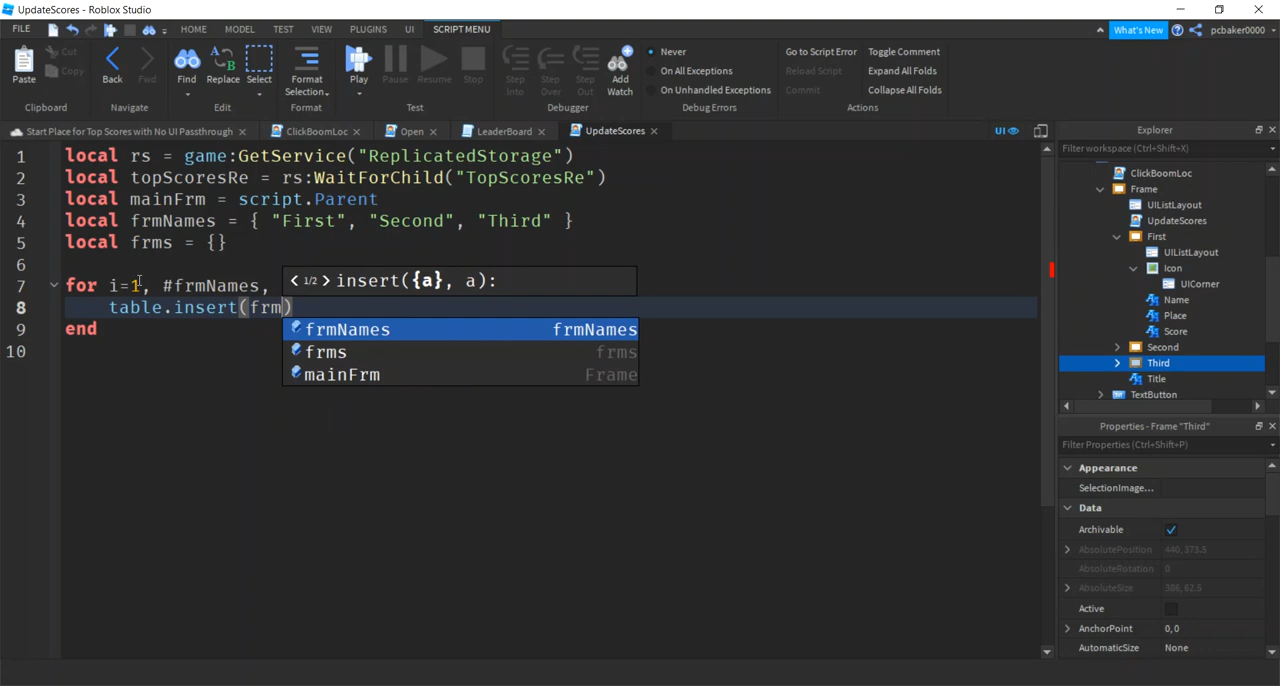 UpdateScores - Roblox Studio
FILE HOME MODEL TEST VIEW PLUGINS UI SCRIPT MENU What's New pcbaker0000
Cut
Copy
Paste Back Fwd Find Replace Select Format Selection Play Pause Resume Stop Step Into Step Over Step Out Add Watch
Never
On All Exceptions
On Unhandled Exceptions
Go to Script Error Toggle Comment
Reload Script Expand All Folds
Commit Collapse All Folds
Clipboard Navigate Edit Format Test Debugger Debug Errors Actions
Start Place for Top Scores with No UI Passthrough ClickBoomLoc Open LeaderBoard UpdateScores UI
1 local rs = game:GetService("ReplicatedStorage")
2 local topScoresRe = rs:WaitForChild("TopScoresRe")
3 local mainFrm = script.Parent
4 local frmNames = { "First", "Second", "Third" }
5 local frms = {}
6
7 for i=1, #frmNames,
8 table.insert(frm)
9 end
10
< 1/2 > insert({a}, a):
frmNames frmNames
frms frms
mainFrm Frame
Explorer
Filter workspace (Ctrl+Shift+X)
ClickBoomLoc
Frame
UIListLayout
UpdateScores
First
UIListLayout
Icon
UICorner
Name
Place
Score
Second
Third
Title
TextButton
Properties - Frame "Third"
Filter Properties (Ctrl+Shift+P)
Appearance
SelectionImage...
Data
Archivable
AbsolutePosition 440, 373.5
AbsoluteRotation 0
AbsoluteSize 386, 62.5
Active
AnchorPoint 0,0
AutomaticSize None